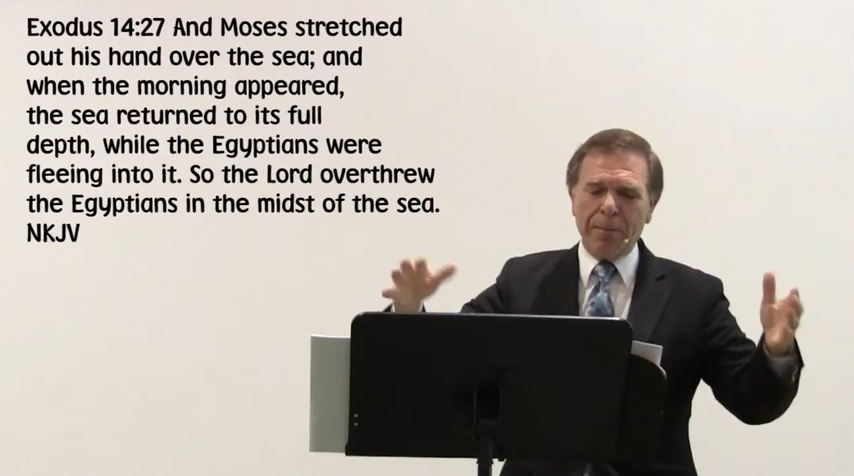 Exodus 14:27 And Moses stretched
out his hand over the sea; and
when the morning appeared,
the sea returned to its full
depth, while the Egyptians were
fleeing into it. So the Lord overthrew
the Egyptians in the midst of the sea.
NKJV